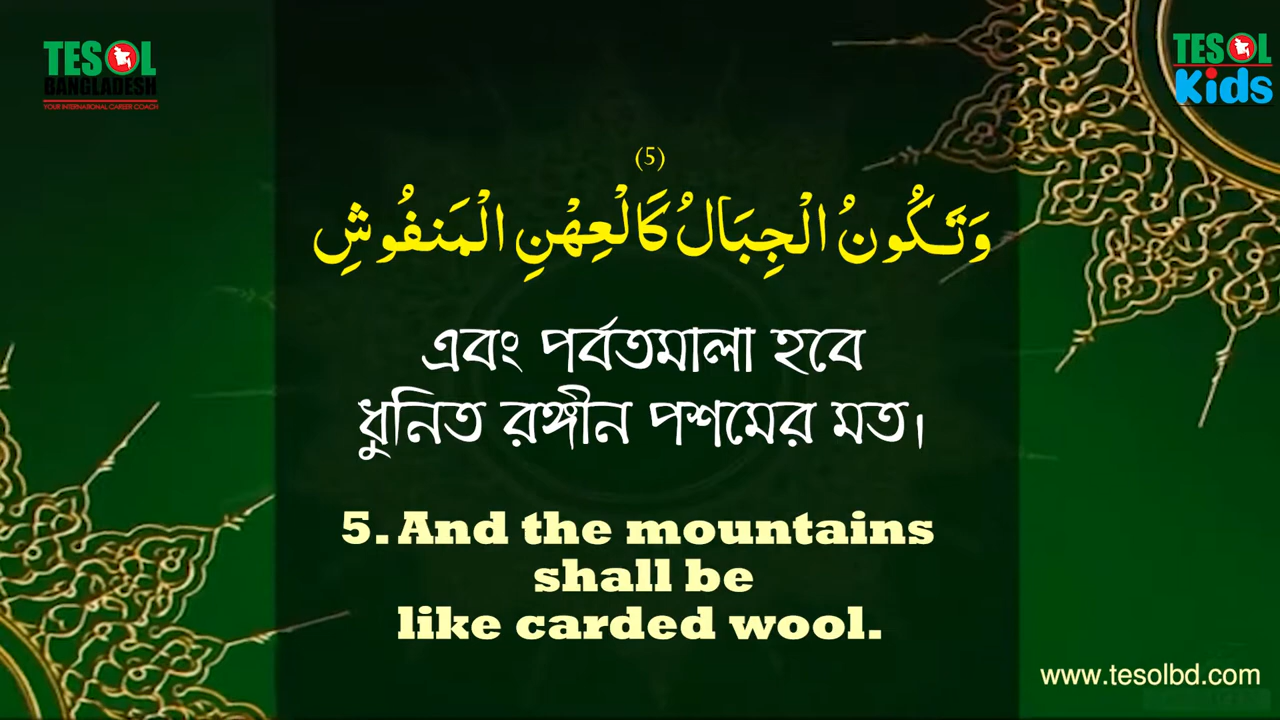 TESOL
BANGLADESH
YOUR INTERNATIONAL CAREER COACH
TESOL
Kids
(5)
وَتَكُونُ الْجِبَالُ كَالْعِهْنِ الْمَنفُوشِ
এবং পর্বতমালা হবে
ধুনিত রঙ্গীন পশমের মত।
5. And the mountains
shall be
like carded wool.
www.tesolbd.com